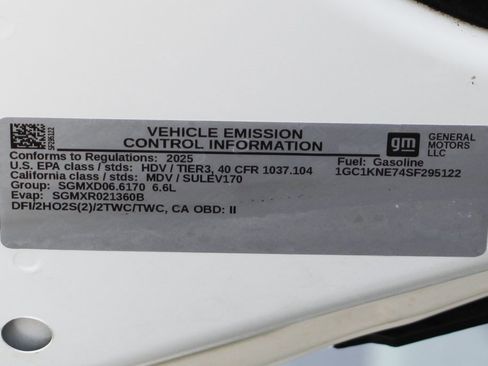 SF295122
VEHICLE EMISSION
CONTROL INFORMATION
gm
GENERAL
MOTORS
LLC
Conforms to Regulations: 2025
U.S. EPA class / stds: HDV / TIER3, 40 CFR 1037.104
California class / stds: MDV / SULEV170
Group: SGMXD06.6170 6.6L
Evap: SGMXR021360B
DFI/2HO2S(2)/2TWC/TWC, CA OBD: II
Fuel: Gasoline
1GC1KNE74SF295122